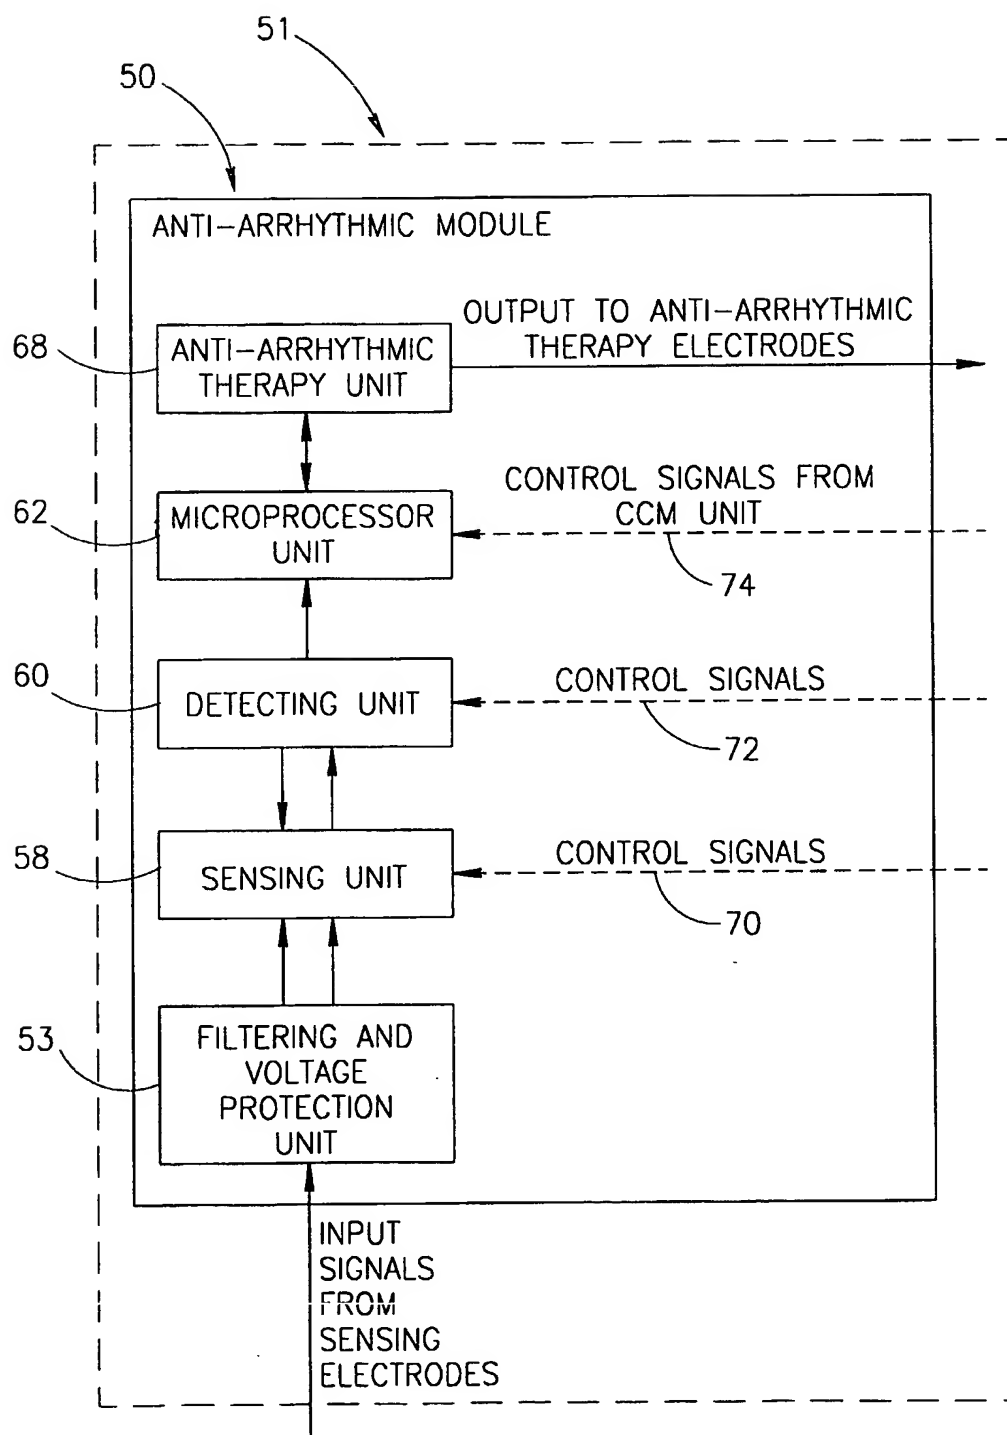 51
50
ANTI-ARRHYTHMIC MODULE
OUTPUT TO ANTI-ARRHYTHMIC
THERAPY ELECTRODES
68
ANTI-ARRHYTHMIC
THERAPY UNIT
CONTROL SIGNALS FROM
CCM UNIT
62
MICROPROCESSOR
UNIT
74
60
DETECTING UNIT
CONTROL SIGNALS
72
58
SENSING UNIT
CONTROL SIGNALS
70
53
FILTERING AND
VOLTAGE
PROTECTION
UNIT
INPUT
SIGNALS
FROM
SENSING
ELECTRODES